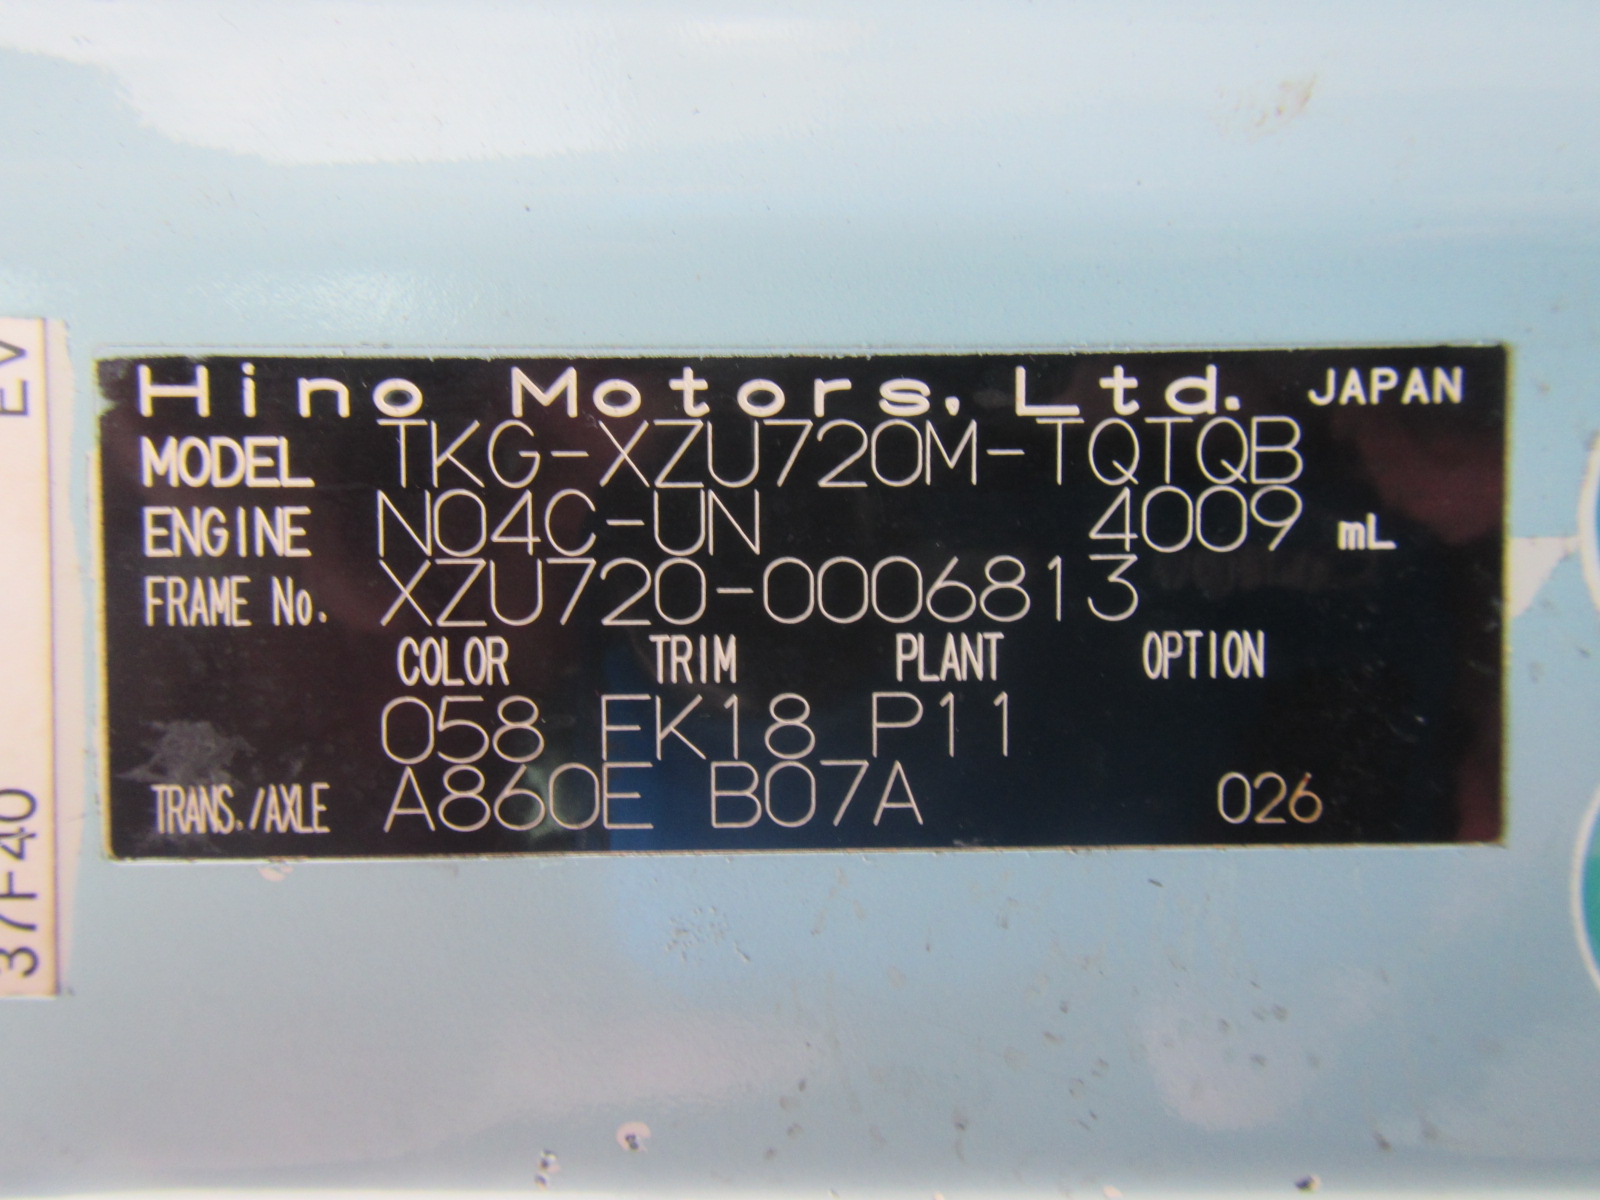 Hino Motors, Ltd. JAPAN
MODEL TKG-XZU720M-TQTQB
ENGINE N04C-UN 4009 mL
FRAME No. XZU720-0006813
COLOR TRIM PLANT OPTION
058 FK18 P11
TRANS./AXLE A860E B07A 026
EV
37F40